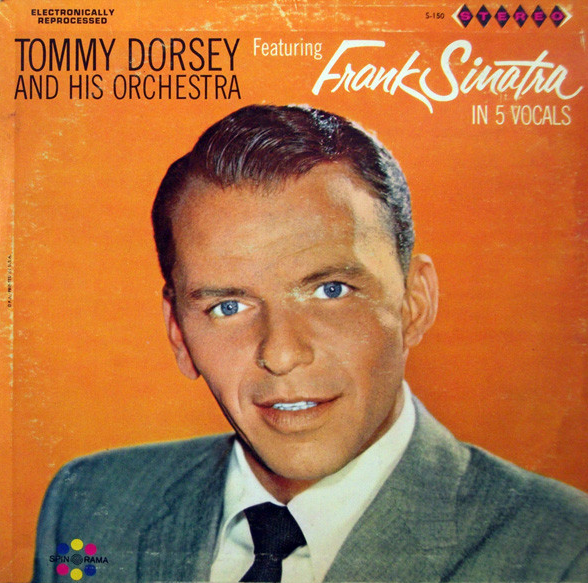 ELECTRONICALLY
REPROCESSED
S-150
STEREO
TOMMY DORSEY
AND HIS ORCHESTRA
Featuring
Frank Sinatra
IN 5 VOCALS
SPIN O RAMA